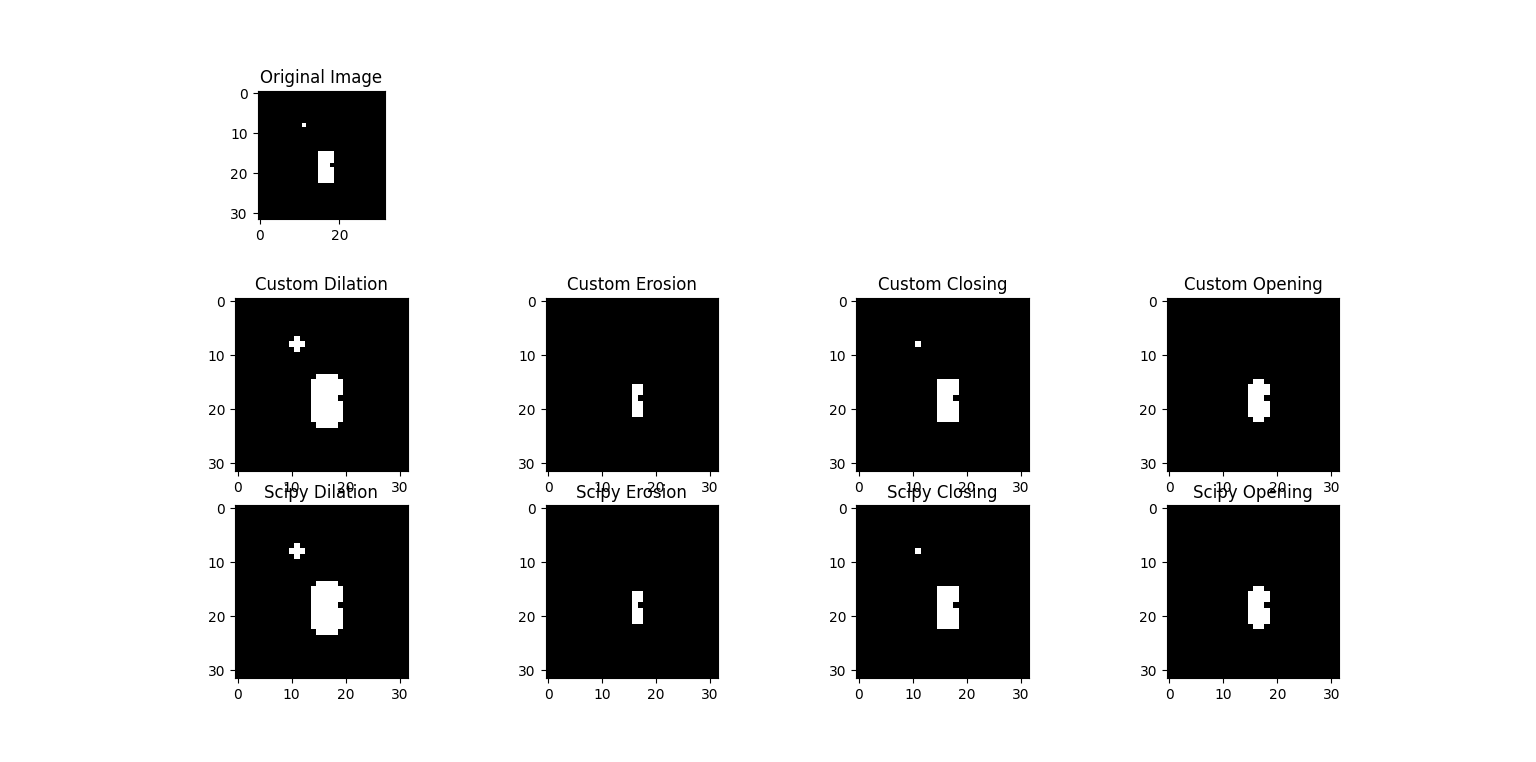 Original Image
0
10
20
30
0 20
Custom Dilation Custom Erosion Custom Closing Custom Opening
0 0 0 0
10 10 10 10
20 20 20 20
30 30 30 30
0 10 20 30 0 10 20 30 0 10 20 30 0 10 20 30
Scipy Dilation Scipy Erosion Scipy Closing Scipy Opening
0 0 0 0
10 10 10 10
20 20 20 20
30 30 30 30
0 10 20 30 0 10 20 30 0 10 20 30 0 10 20 30